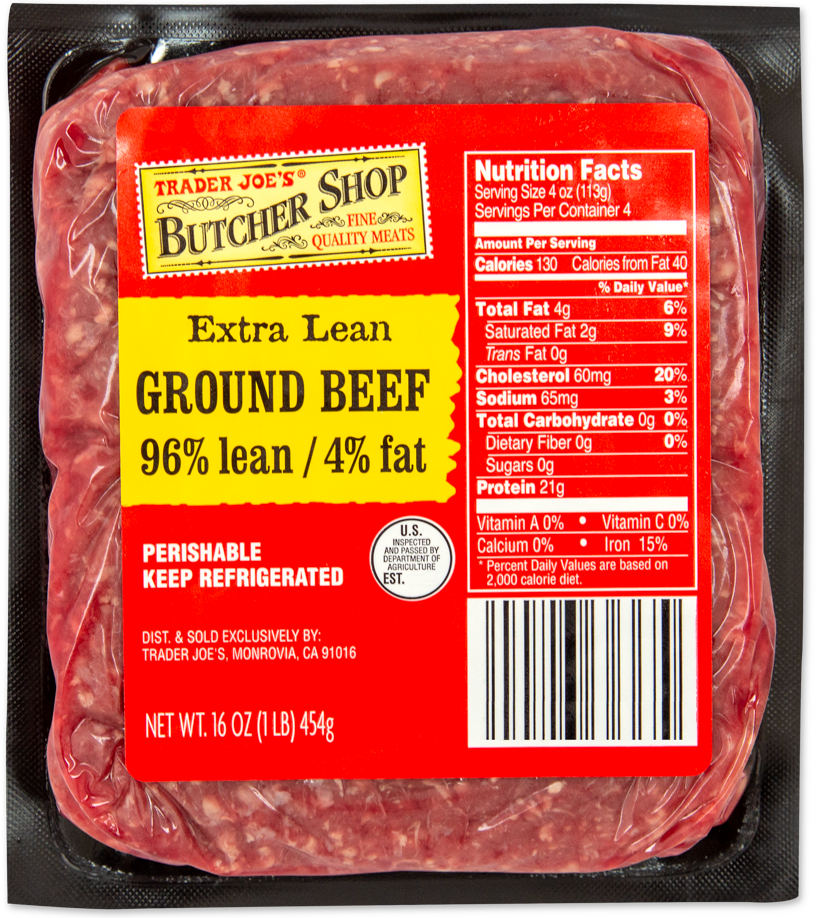 TRADER JOE'S®
BUTCHER SHOP
FINE
QUALITY MEATS
Extra Lean
GROUND BEEF
96% lean / 4% fat
PERISHABLE
KEEP REFRIGERATED
U.S.
INSPECTED
AND PASSED BY
DEPARTMENT OF
AGRICULTURE
EST.
DIST. & SOLD EXCLUSIVELY BY:
TRADER JOE'S, MONROVIA, CA 91016
NET WT. 16 OZ (1 LB) 454g
Nutrition Facts
Serving Size 4 oz (113g)
Servings Per Container 4
Amount Per Serving
Calories 130 Calories from Fat 40
% Daily Value*
Total Fat 4g 6%
Saturated Fat 2g 9%
Trans Fat 0g
Cholesterol 60mg 20%
Sodium 65mg 3%
Total Carbohydrate 0g 0%
Dietary Fiber 0g 0%
Sugars 0g
Protein 21g
Vitamin A 0% • Vitamin C 0%
Calcium 0% • Iron 15%
* Percent Daily Values are based on
2,000 calorie diet.